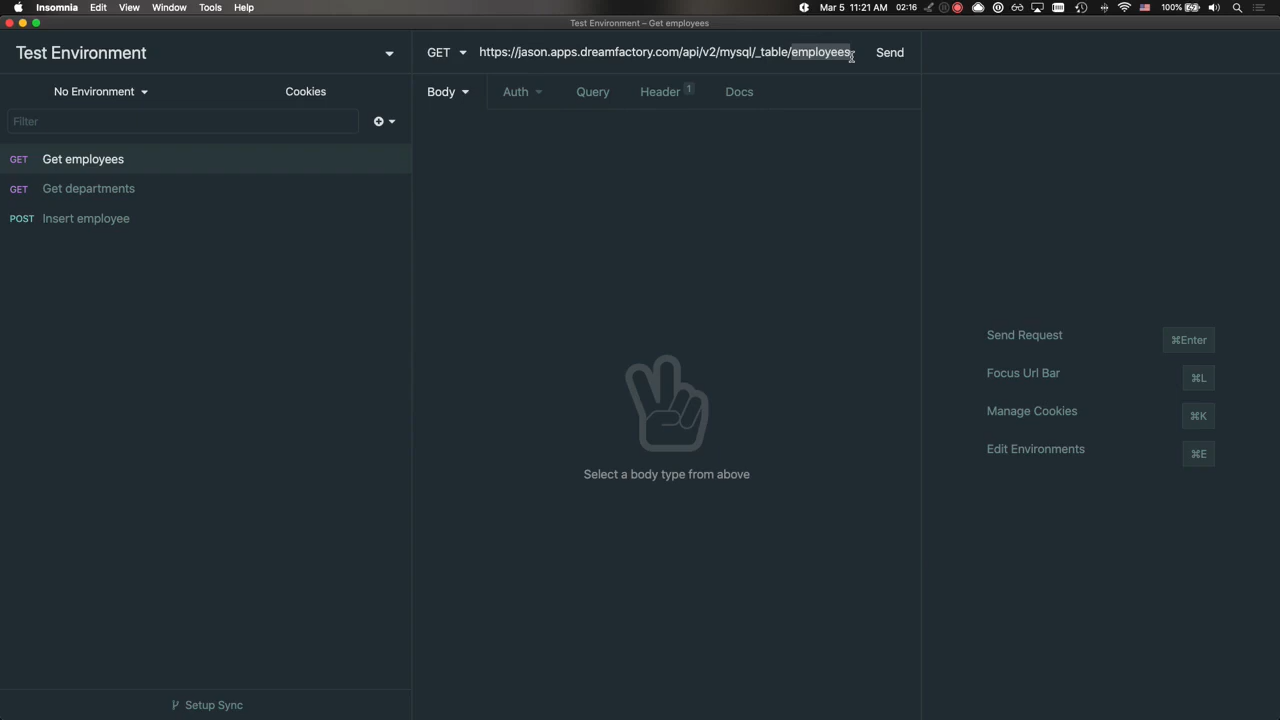 Insomnia Edit View Window Tools Help Mar 5 11:21 AM 02:16 100%
Test Environment – Get employees
Test Environment
GET https://jason.apps.dreamfactory.com/api/v2/mysql/_table/employees Send
No Environment Cookies
Body Auth Query Header 1 Docs
Filter
GET Get employees
GET Get departments
POST Insert employee
Send Request ⌘Enter
Focus Url Bar ⌘L
Manage Cookies ⌘K
Edit Environments ⌘E
Select a body type from above
Setup Sync